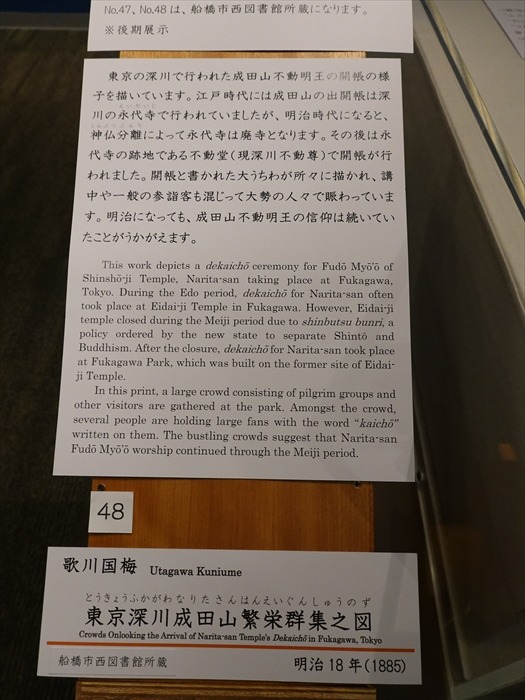 No.47、No.48 は、船橋市西図書館所蔵になります。
※後期展示
東京の深川で行われた成田山不動明王の開帳の様
子を描いています。江戸時代には成田山の出開帳は深
えいたいじ
川の永代寺で行われていましたが、明治時代になると、
神仏分離によって永代寺は廃寺となります。その後は永
代寺の跡地である不動堂(現深川不動尊)で開帳が行
われました。開帳と書かれた大うちわが所々に描かれ、講
中や一般の参詣客も混じって大勢の人々で賑わっていま
す。明治になっても、成田山不動明王の信仰は続いてい
たことがうかがえます。
This work depicts a dekaichō ceremony for Fudō Myō'ō of
Shinshō-ji Temple, Narita-san taking place at Fukagawa,
Tokyo. During the Edo period, dekaichō for Narita-san often
took place at Eidai-ji Temple in Fukagawa. However, Eidai-ji
temple closed during the Meiji period due to shinbutsu bunri, a
policy ordered by the new state to separate Shintō and
Buddhism. After the closure, dekaichō for Narita-san took place
at Fukagawa Park, which was built on the former site of Eidai-
ji Temple.
In this print, a large crowd consisting of pilgrim groups and
other visitors are gathered at the park. Amongst the crowd,
several people are holding large fans with the word "kaichō"
written on them. The bustling crowds suggest that Narita-san
Fudō Myō'ō worship continued through the Meiji period.
48
歌川国梅 Utagawa Kuniume
とうきょうふかがわなりたさんはんえいぐんしゅうのず
東京深川成田山繁栄群集之図
Crowds Onlooking the Arrival of Narita-san Temple's Dekaichō in Fukagawa, Tokyo
船橋市西図書館所蔵 明治 18 年(1885)